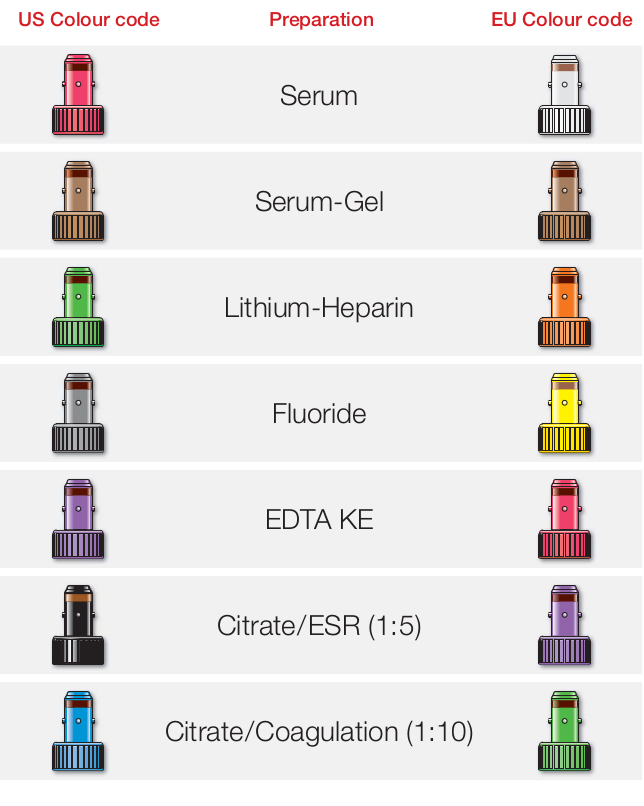 US Colour code Preparation EU Colour code
Serum
Serum-Gel
Lithium-Heparin
Fluoride
EDTA KE
Citrate/ESR (1:5)
Citrate/Coagulation (1:10)